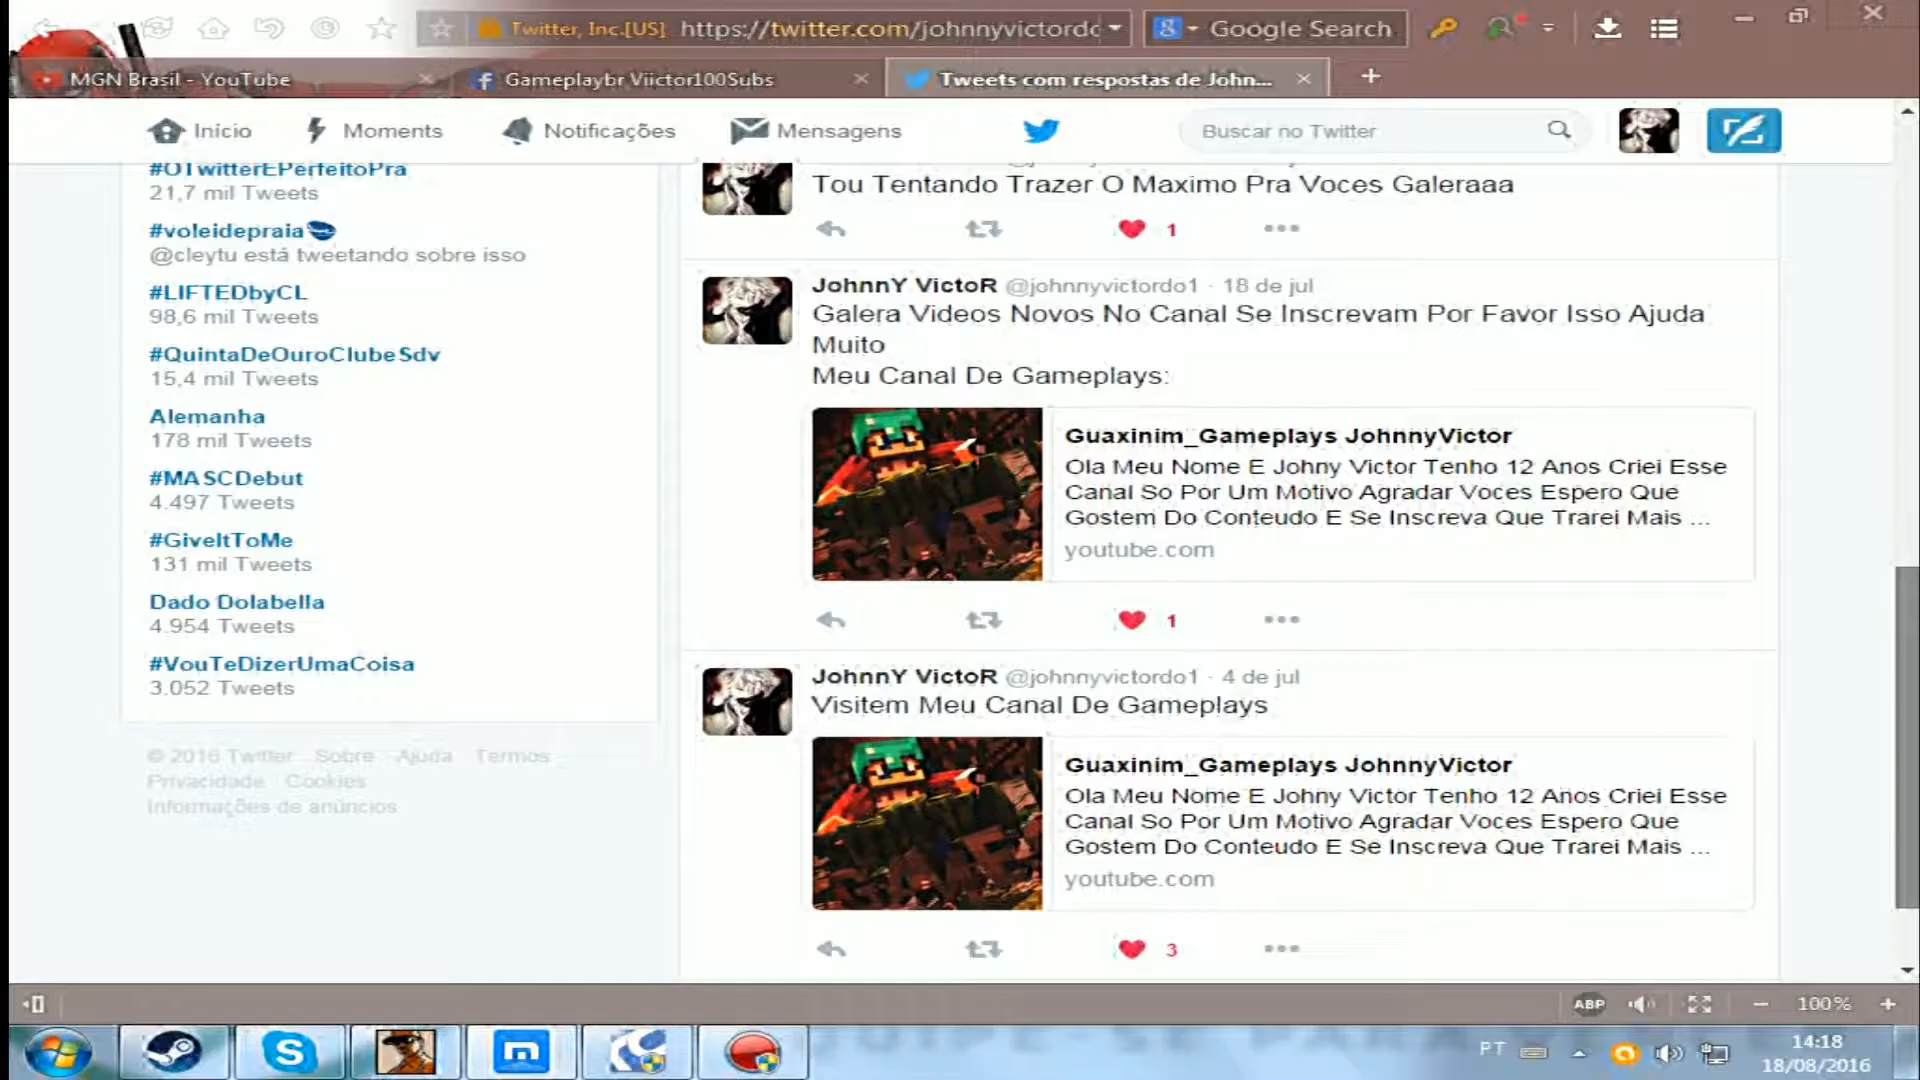 Twitter, Inc.[US] https://twitter.com/johnnyvictordo
Google Search
MGN Brasil - YouTube
Gameplaybr Viictor100Subs
Tweets com respostas de John...
Início
Moments
Notificações
Mensagens
Buscar no Twitter
#OTwitterEPerfeitoPra
21,7 mil Tweets
#voleidepraia
@cleytu está tweetando sobre isso
#LIFTEDbyCL
98,6 mil Tweets
#QuintaDeOuroClubeSdv
15,4 mil Tweets
Alemanha
178 mil Tweets
#MASCDebut
4.497 Tweets
#GiveItToMe
131 mil Tweets
Dado Dolabella
4.954 Tweets
#VouTeDizerUmaCoisa
3.052 Tweets
© 2016 Twitter Sobre Ajuda Termos
Privacidade Cookies
Informações de anúncios
Tou Tentando Trazer O Maximo Pra Voces Galeraaa
1
JohnnY VictoR @johnnyvictordo1 · 18 de jul
Galera Videos Novos No Canal Se Inscrevam Por Favor Isso Ajuda
Muito
Meu Canal De Gameplays:
Guaxinim_Gameplays JohnnyVictor
Ola Meu Nome E Johny Victor Tenho 12 Anos Criei Esse
Canal So Por Um Motivo Agradar Voces Espero Que
Gostem Do Conteudo E Se Inscreva Que Trarei Mais ...
youtube.com
1
JohnnY VictoR @johnnyvictordo1 · 4 de jul
Visitem Meu Canal De Gameplays
Guaxinim_Gameplays JohnnyVictor
Ola Meu Nome E Johny Victor Tenho 12 Anos Criei Esse
Canal So Por Um Motivo Agradar Voces Espero Que
Gostem Do Conteudo E Se Inscreva Que Trarei Mais ...
youtube.com
3
ABP
100%
PT
14:18
18/08/2016